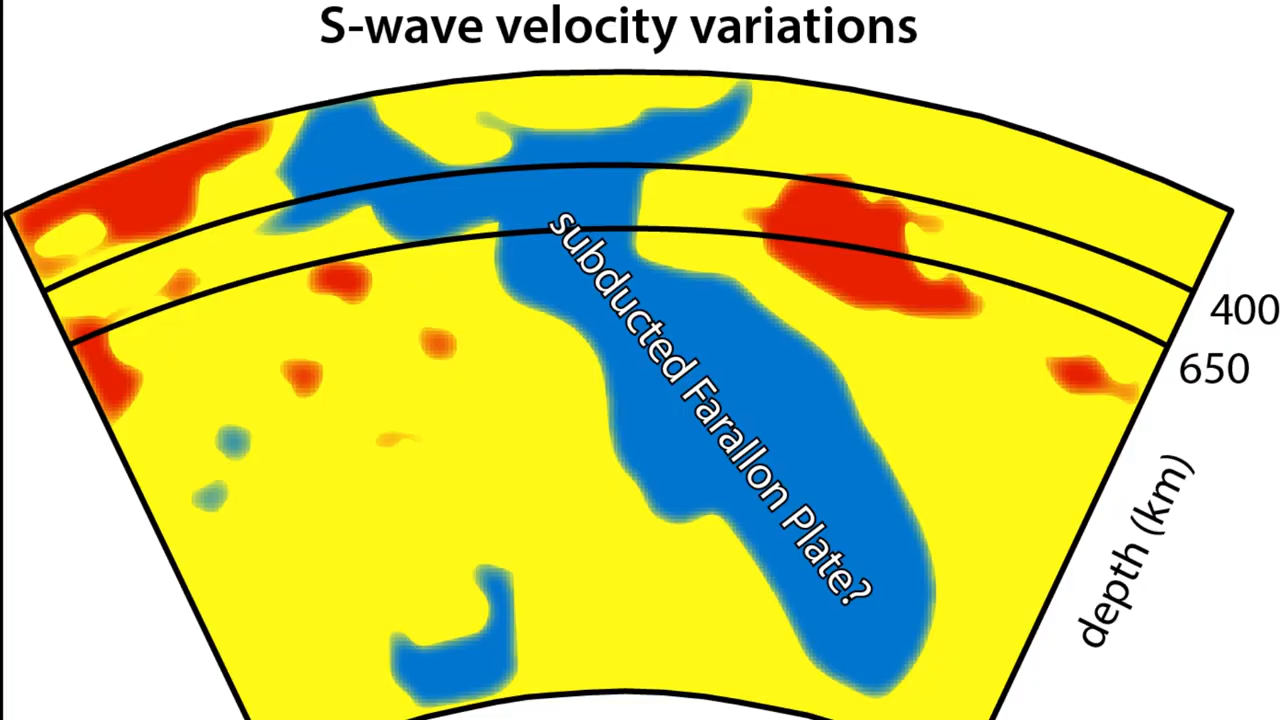 S-wave velocity variations
subducted Farallon Plate?
400
650
depth (km)